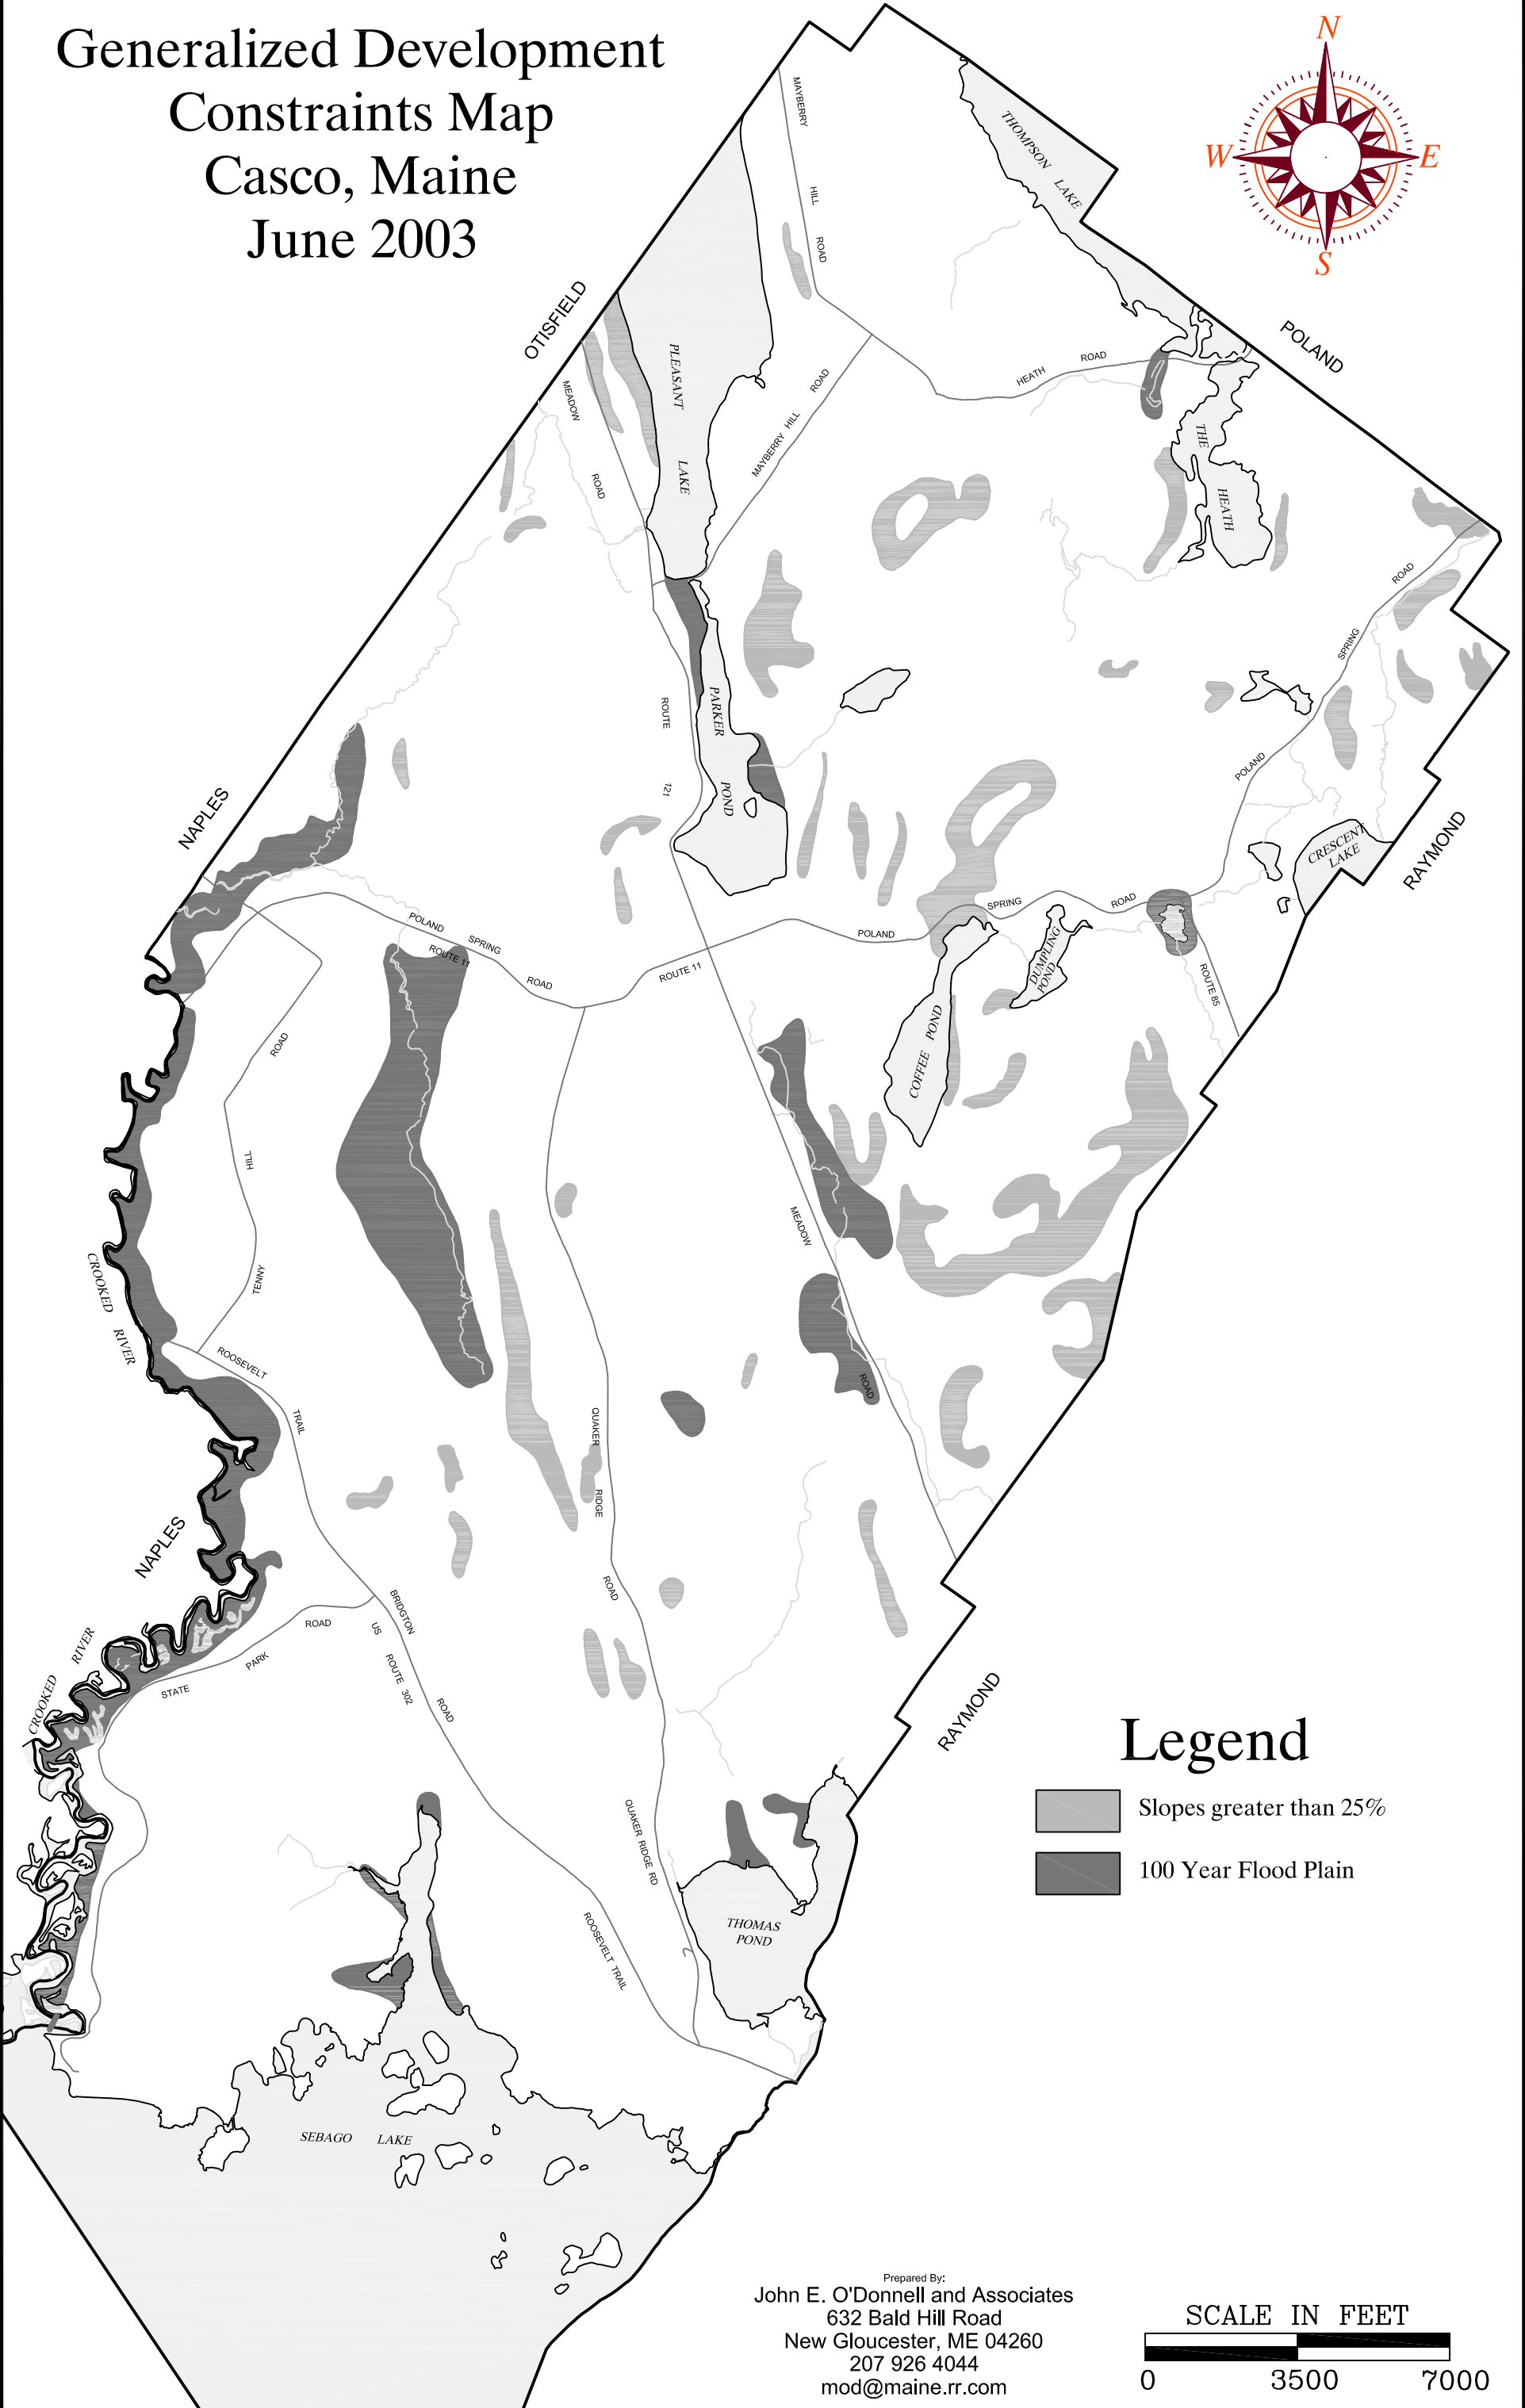 Generalized Development
Constraints Map
Casco, Maine
June 2003
N
W
E
S
MAYBERRY
HILL
ROAD
THOMPSON LAKE
OTISFIELD
POLAND
PLEASANT
LAKE
MEADOW
ROAD
MAYBERRY HILL ROAD
HEATH ROAD
THE
HEATH
ROAD
SPRING
POLAND
PARKER
POND
ROUTE
121
NAPLES
CRESCENT
LAKE
RAYMOND
POLAND
SPRING
ROAD
ROUTE 11
ROUTE 11
POLAND
SPRING
ROAD
DUMPLING
POND
ROUTE 85
COFFEE POND
ROAD
HILL
TENNY
MEADOW
ROAD
CROOKED
RIVER
ROOSEVELT
TRAIL
QUAKER
RIDGE
ROAD
NAPLES
BRIDGTON
ROAD
US
ROUTE 302
CROOKED
RIVER
STATE
PARK
ROAD
RAYMOND
Legend
Slopes greater than 25%
100 Year Flood Plain
QUAKER RIDGE RD
ROOSEVELT TRAIL
THOMAS
POND
SEBAGO LAKE
Prepared By:
John E. O'Donnell and Associates
632 Bald Hill Road
New Gloucester, ME 04260
207 926 4044
mod@maine.rr.com
SCALE IN FEET
0 3500 7000